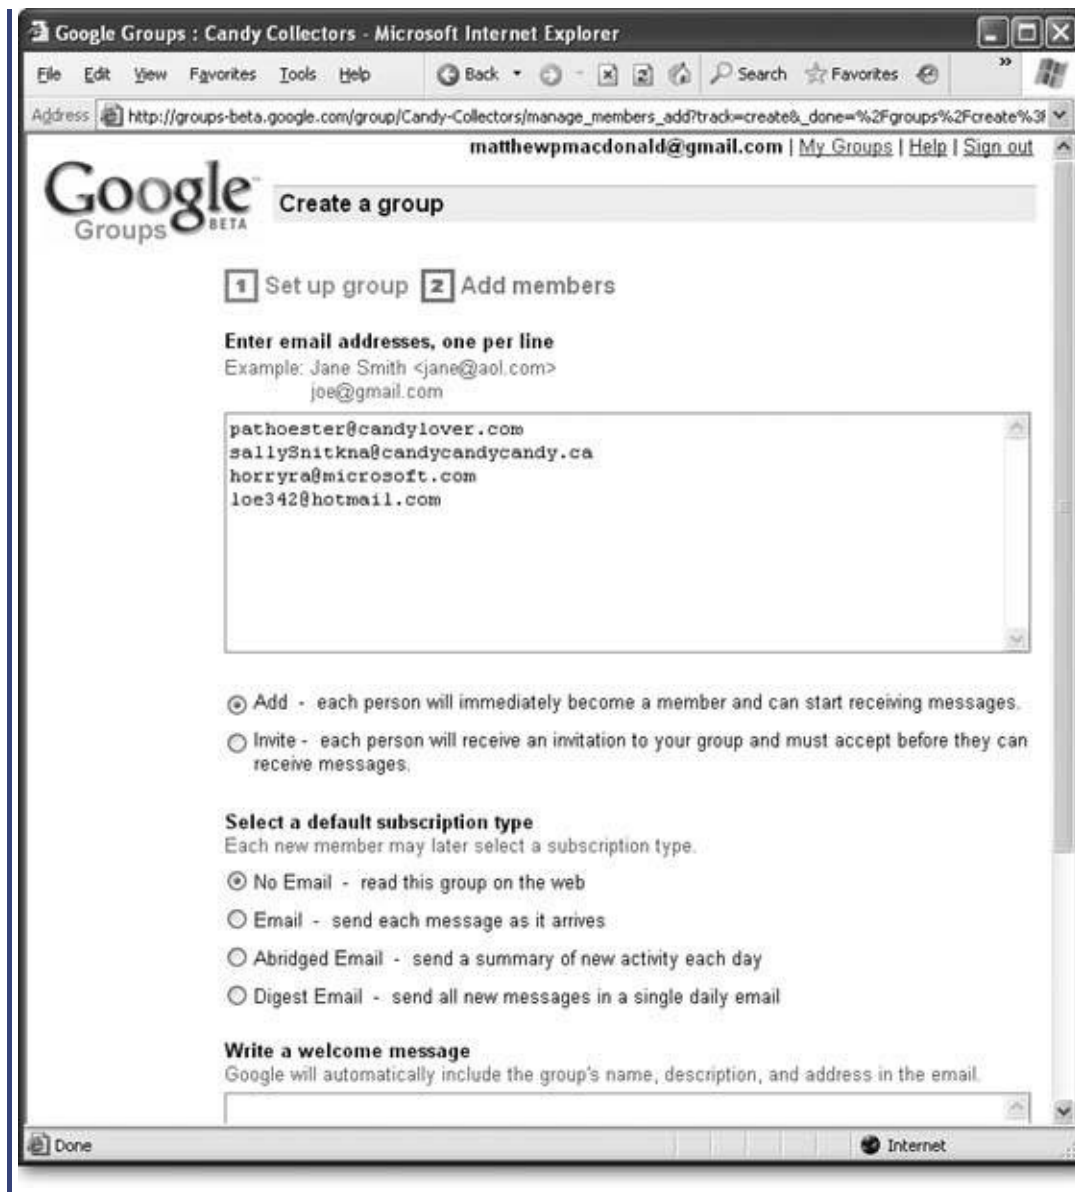 Google Groups : Candy Collectors - Microsoft Internet Explorer
File Edit View Favorites Tools Help Back Search Favorites »
Address http://groups-beta.google.com/group/Candy-Collectors/manage_members_add?track=create&_done=%2Fgroups%2Fcreate%3f
matthewpmacdonald@gmail.com | My Groups | Help | Sign out
Google™
Groups BETA
Create a group
1 Set up group 2 Add members
Enter email addresses, one per line
Example: Jane Smith <jane@aol.com>
joe@gmail.com
pathoester@candylover.com
sallySnitkna@candycandycandy.ca
horryra@microsoft.com
loe342@hotmail.com
Add - each person will immediately become a member and can start receiving messages.
Invite - each person will receive an invitation to your group and must accept before they can
receive messages.
Select a default subscription type
Each new member may later select a subscription type.
No Email - read this group on the web
Email - send each message as it arrives
Abridged Email - send a summary of new activity each day
Digest Email - send all new messages in a single daily email
Write a welcome message
Google will automatically include the group's name, description, and address in the email.
Done Internet